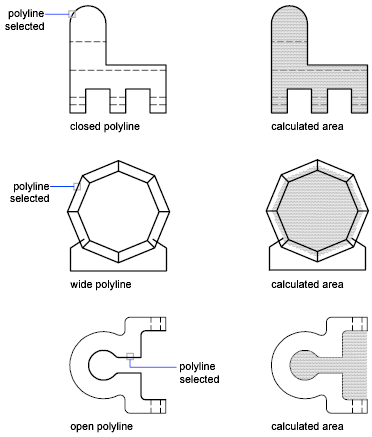 polyline
selected
closed polyline
calculated area
polyline
selected
wide polyline
calculated area
polyline
selected
open polyline
calculated area